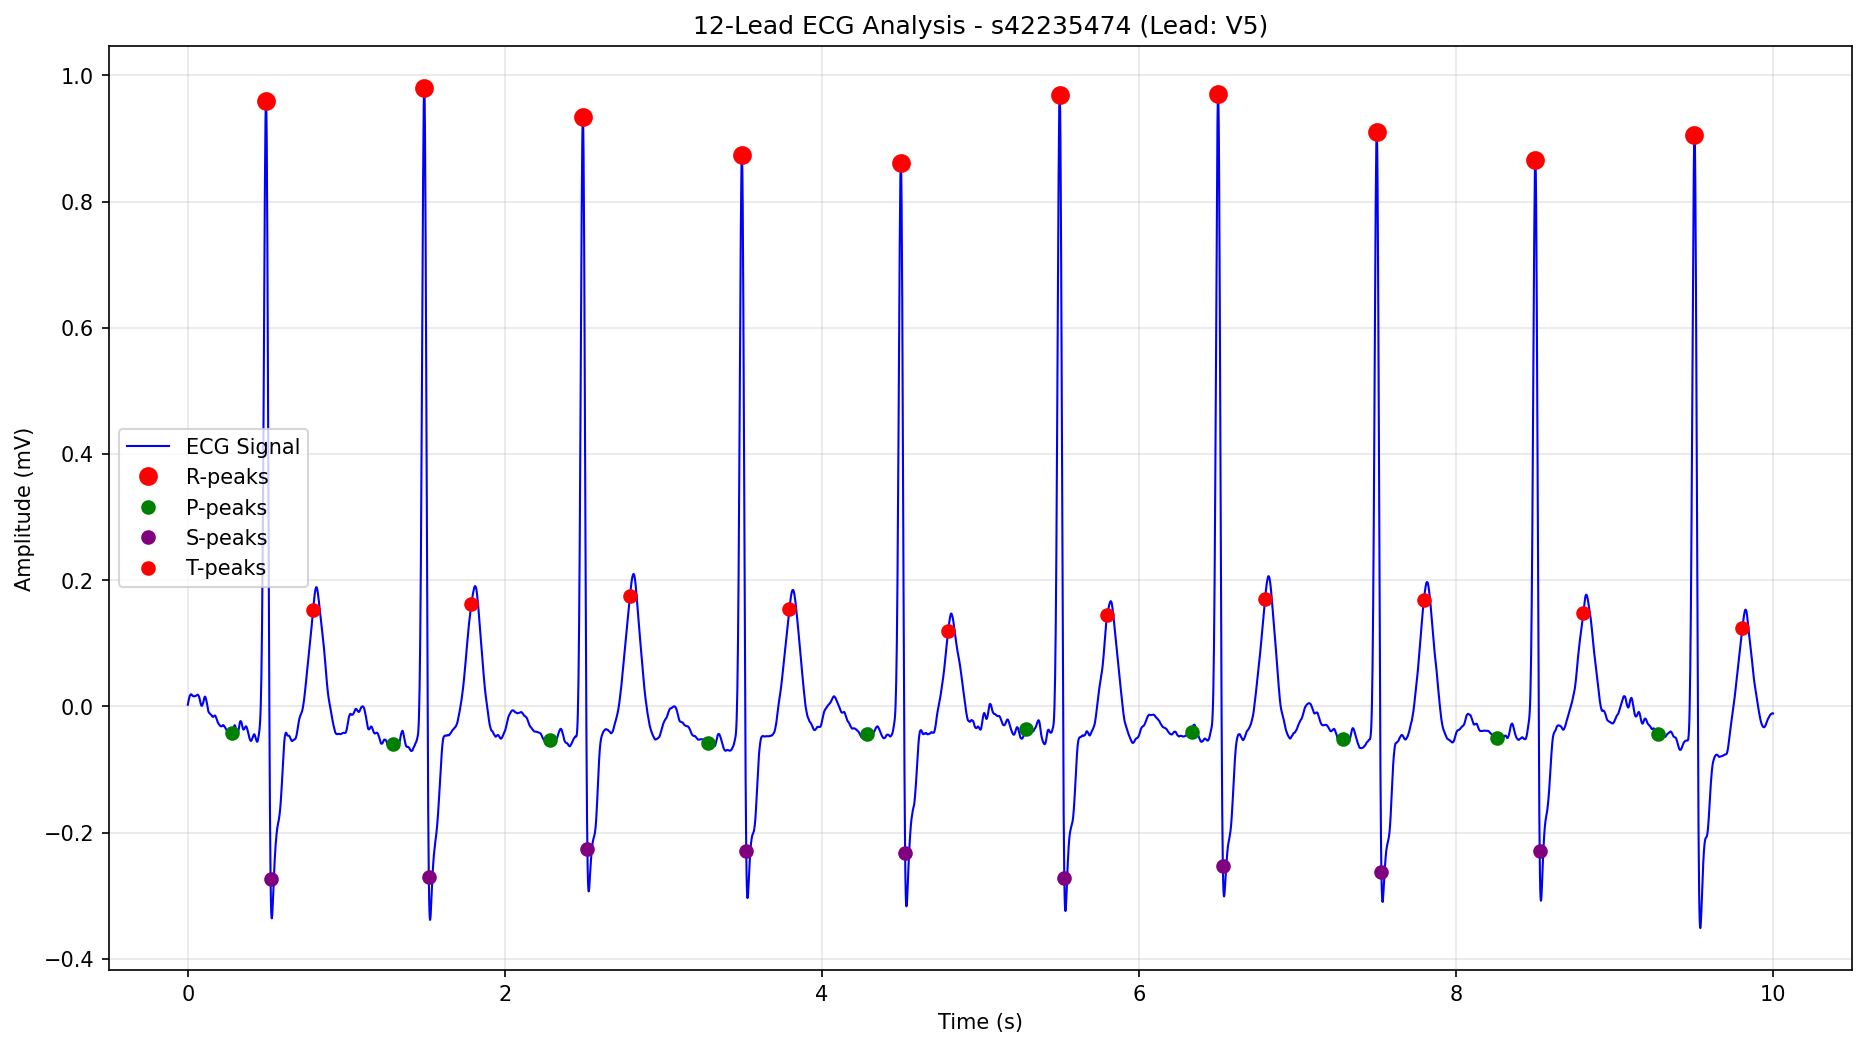 12-Lead ECG Analysis - s42235474 (Lead: V5)
Amplitude (mV)
1.0
0.8
0.6
0.4
0.2
0.0
−0.2
−0.4
ECG Signal
R-peaks
P-peaks
S-peaks
T-peaks
0 2 4 6 8 10
Time (s)